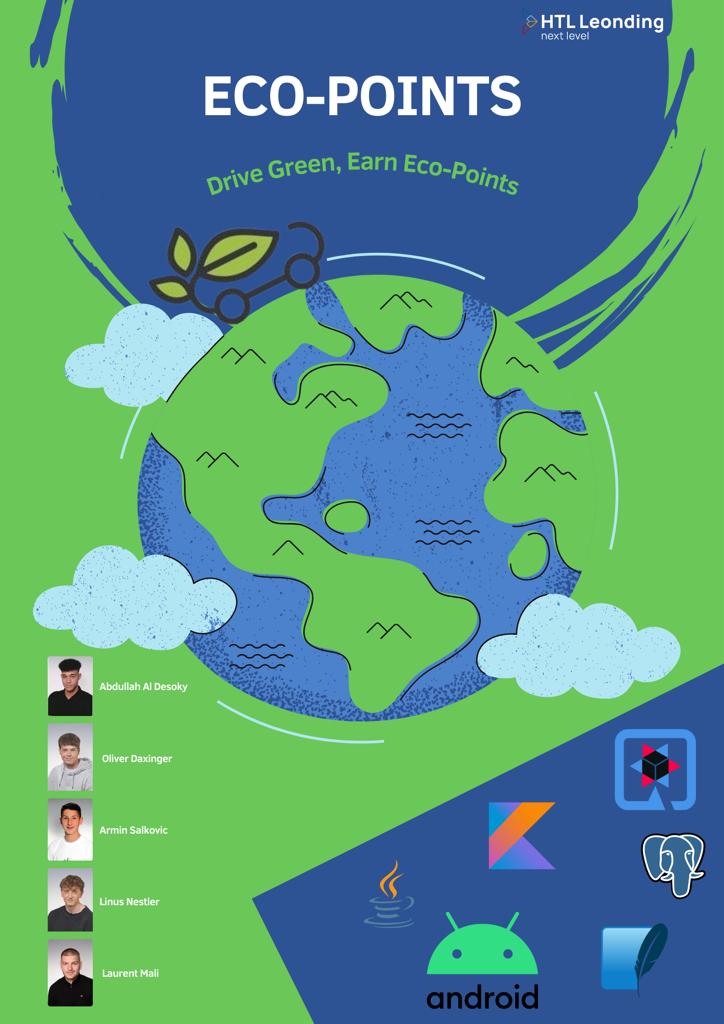 HTL Leonding
next level
ECO-POINTS
Drive Green, Earn Eco-Points
Abdullah Al Desoky
Oliver Daxinger
Armin Salkovic
Linus Nestler
Laurent Mali
android